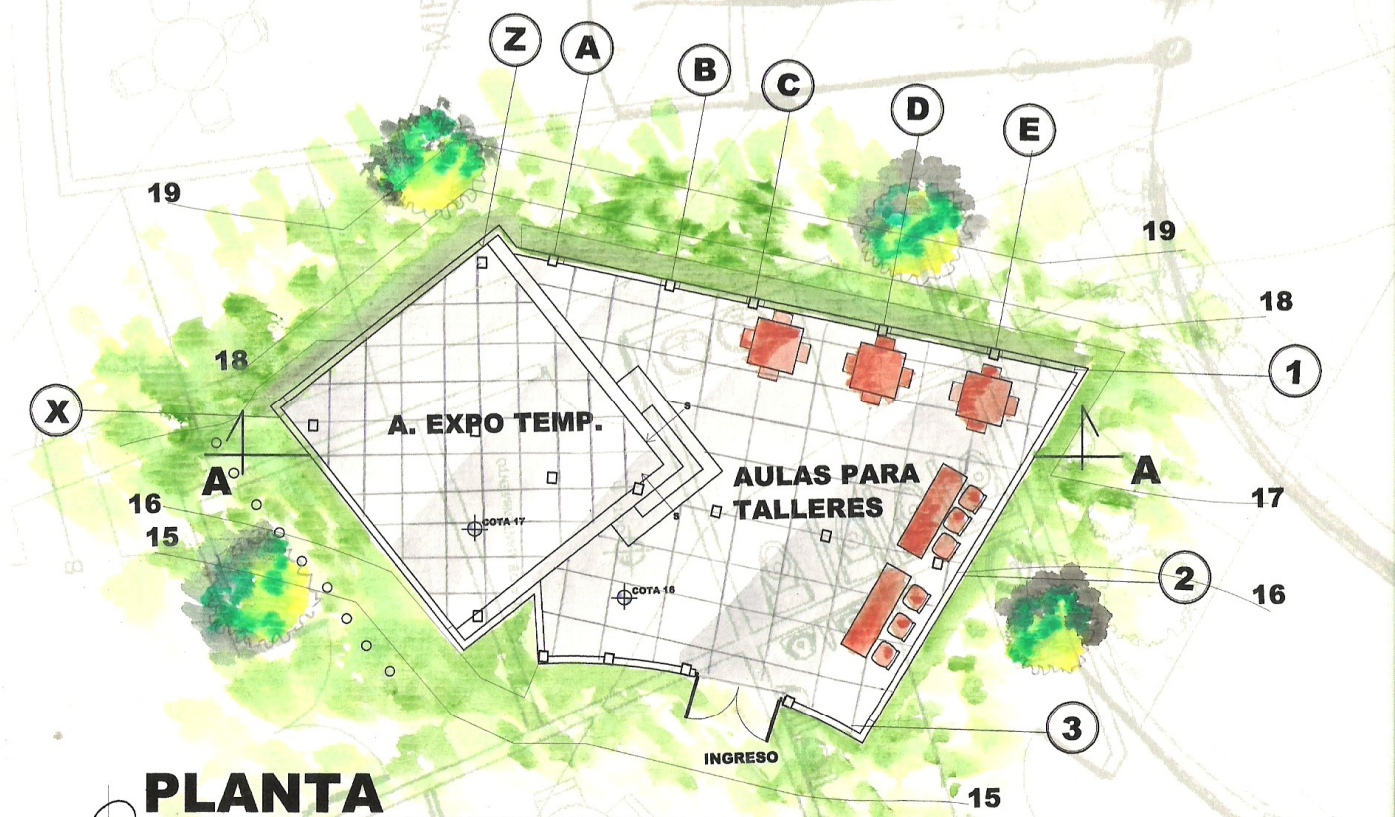 Z
A
B
C
D
E
19
19
18
18
1
X
A. EXPO TEMP.
S
AULAS PARA
TALLERES
A
A
17
16
S
COTA 17
15
2
16
COTA 16
3
INGRESO
PLANTA
15